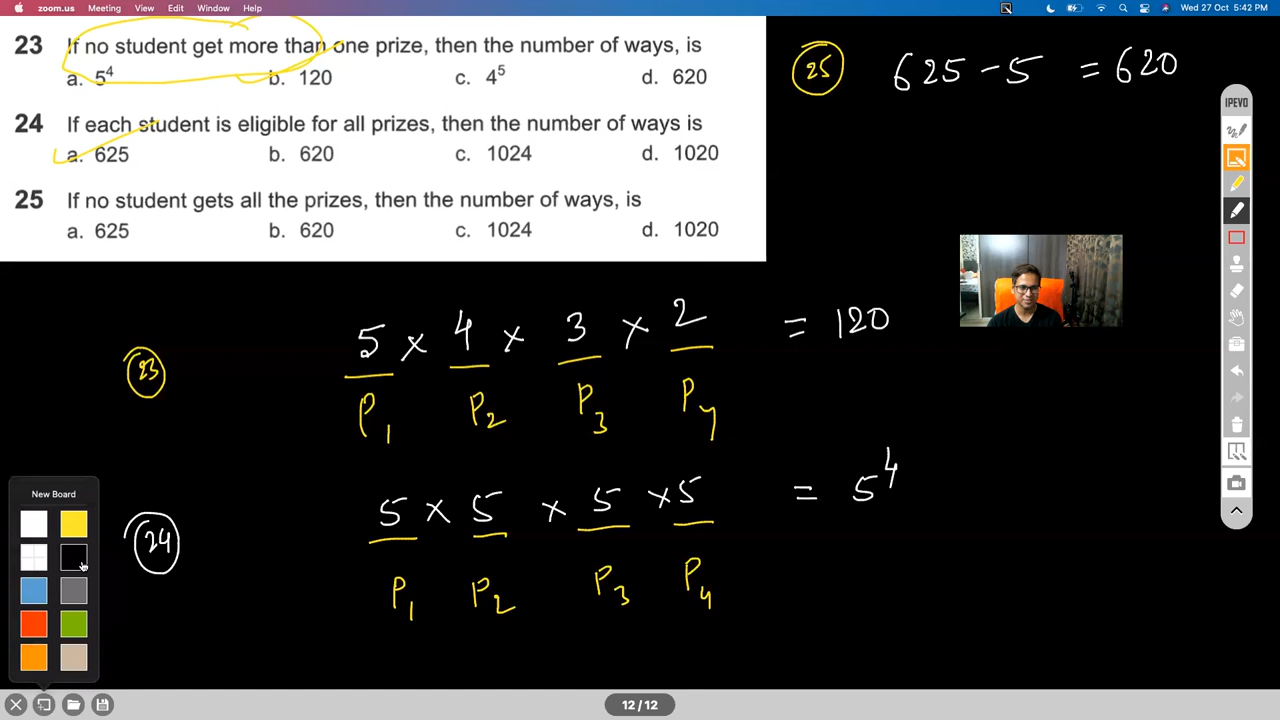 zoom.us Meeting View Edit Window Help Wed 27 Oct 5:42 PM
23 If no student get more than one prize, then the number of ways, is
a. 5⁴ b. 120 c. 4⁵ d. 620
24 If each student is eligible for all prizes, then the number of ways is
a. 625 b. 620 c. 1024 d. 1020
25 If no student gets all the prizes, then the number of ways, is
a. 625 b. 620 c. 1024 d. 1020
25 625 - 5 = 620
IPEVO
23 5 × 4 × 3 × 2 = 120
P₁ P₂ P₃ P₄
24 5 × 5 × 5 × 5 = 5⁴
P₁ P₂ P₃ P₄
New Board
12 / 12